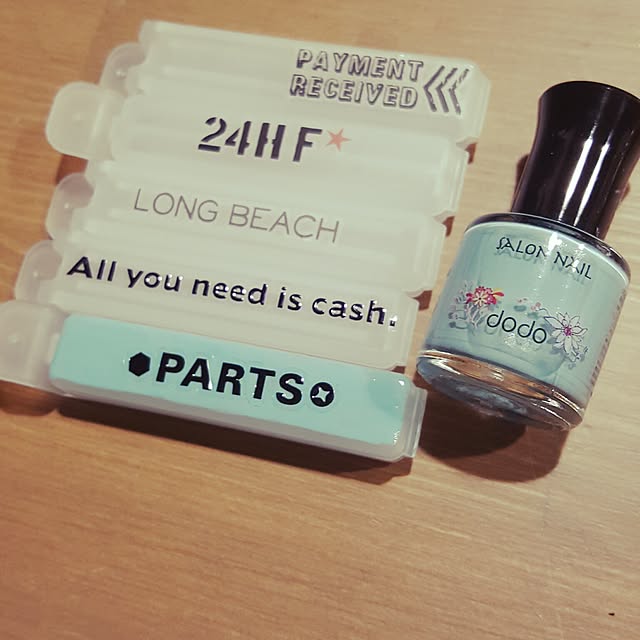 PAYMENT
RECEIVED
24H F
LONG BEACH
All you need is cash.
PARTS
SALON NAIL
dodo